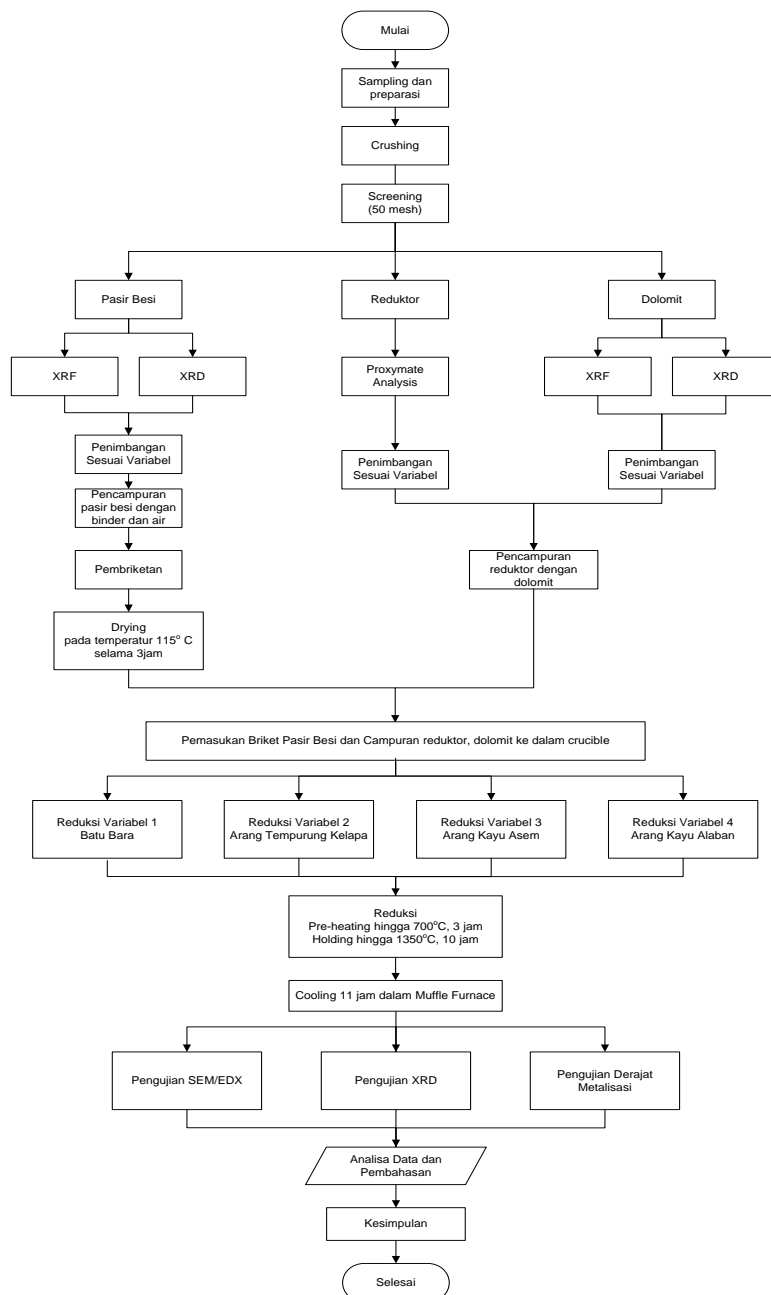 Mulai
Sampling dan
preparasi
Crushing
Screening
(50 mesh)
Pasir Besi
Reduktor
Dolomit
XRF
XRD
Proxymate
Analysis
XRF
XRD
Penimbangan
Sesuai Variabel
Penimbangan
Sesuai Variabel
Penimbangan
Sesuai Variabel
Pencampuran
pasir besi dengan
binder dan air
Pembriketan
Pencampuran
reduktor dengan
dolomit
Drying
pada temperatur 115° C
selama 3jam
Pemasukan Briket Pasir Besi dan Campuran reduktor, dolomit ke dalam crucible
Reduksi Variabel 1
Batu Bara
Reduksi Variabel 2
Arang Tempurung Kelapa
Reduksi Variabel 3
Arang Kayu Asem
Reduksi Variabel 4
Arang Kayu Alaban
Reduksi
Pre-heating hingga 700°C, 3 jam
Holding hingga 1350°C, 10 jam
Cooling 11 jam dalam Muffle Furnace
Pengujian SEM/EDX
Pengujian XRD
Pengujian Derajat
Metalisasi
Analisa Data dan
Pembahasan
Kesimpulan
Selesai